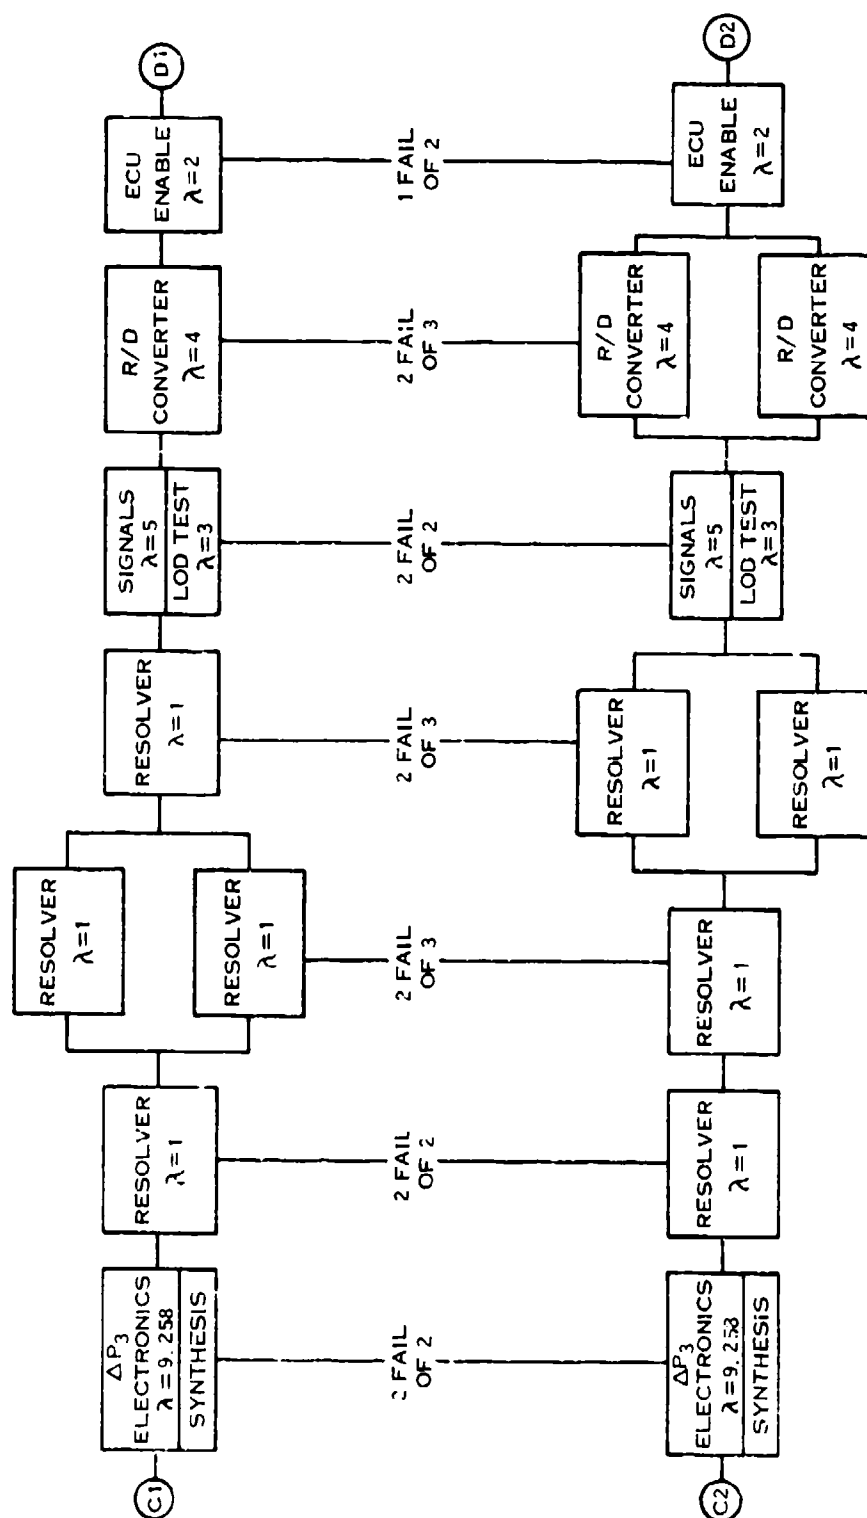 C1
ΔP3
ELECTRONICS
λ=9.258
SYNTHESIS
RESOLVER
λ=1
RESOLVER
λ=1
RESOLVER
λ=1
RESOLVER
λ=1
SIGNALS
λ=5
LOD TEST
λ=3
R/D
CONVERTER
λ=4
ECU
ENABLE
λ=2
D1
2 FAIL
OF 2
2 FAIL
OF 2
2 FAIL
OF 3
2 FAIL
OF 3
2 FAIL
OF 2
2 FAIL
OF 3
1 FAIL
OF 2
C2
ΔP3
ELECTRONICS
λ=9.258
SYNTHESIS
RESOLVER
λ=1
RESOLVER
λ=1
RESOLVER
λ=1
RESOLVER
λ=1
SIGNALS
λ=5
LOD TEST
λ=3
R/D
CONVERTER
λ=4
R/D
CONVERTER
λ=4
ECU
ENABLE
λ=2
D2